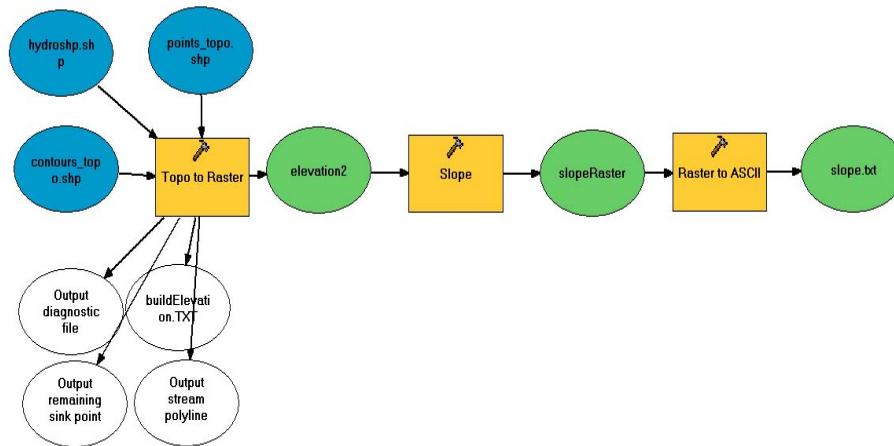 hydroshp.sh
p
points_topo.
shp
contours_top
o.shp
Topo to Raster
elevation2
Slope
slopeRaster
Raster to ASCII
slope.txt
Output
diagnostic
file
buildElevati
on.TXT
Output
remaining
sink point
Output
stream
polyline